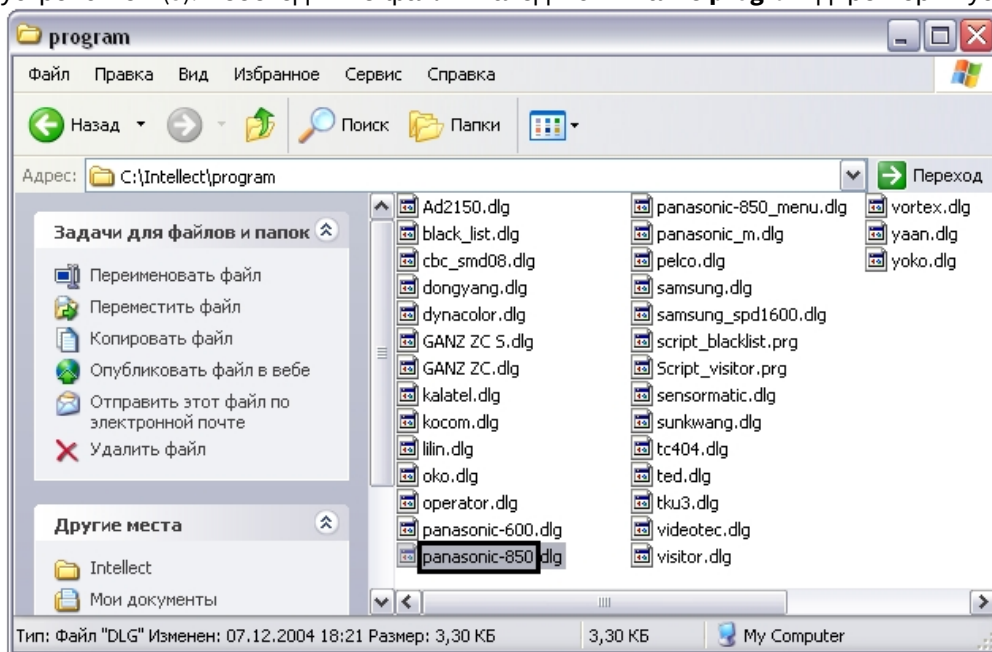 program
Файл Правка Вид Избранное Сервис Справка
Назад Поиск Папки
Адрес: C:\Intellect\program Переход
Задачи для файлов и папок
Переименовать файл
Переместить файл
Копировать файл
Опубликовать файл в вебе
Отправить этот файл по
электронной почте
Удалить файл
Другие места
Intellect
Мои документы
Ad2150.dlg
black_list.dlg
cbc_smd08.dlg
dongyang.dlg
dynacolor.dlg
GANZ ZC S.dlg
GANZ ZC.dlg
kalatel.dlg
kocom.dlg
lilin.dlg
oko.dlg
operator.dlg
panasonic-600.dlg
panasonic-850 dlg
panasonic-850_menu.dlg
panasonic_m.dlg
pelco.dlg
samsung.dlg
samsung_spd1600.dlg
script_blacklist.prg
Script_visitor.prg
sensormatic.dlg
sunkwang.dlg
tc404.dlg
ted.dlg
tku3.dlg
videotec.dlg
visitor.dlg
vortex.dlg
yaan.dlg
yoko.dlg
Тип: Файл "DLG" Изменен: 07.12.2004 18:21 Размер: 3,30 КБ 3,30 КБ My Computer